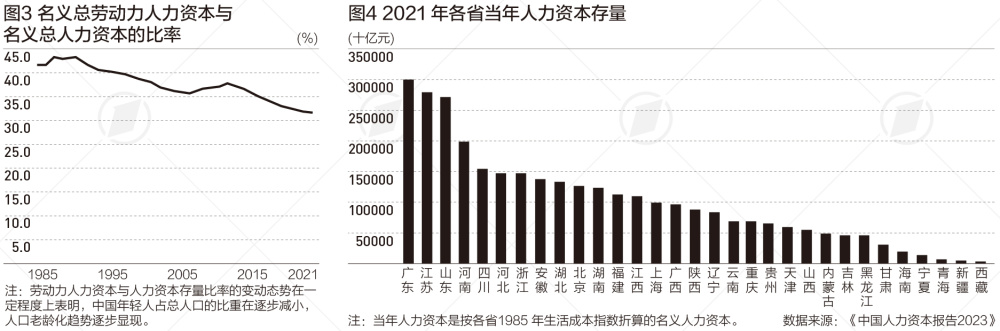 图3 名义总劳动力人力资本与
名义总人力资本的比率
(%)
45.0
40.0
35.0
30.0
25.0
20.0
15.0
10.0
5.0
1985 1995 2005 2015 2021
注：劳动力人力资本与人力资本存量比率的变动态势在一
定程度上表明，中国年轻人占总人口的比重在逐步减小，
人口老龄化趋势逐步显现。
图4 2021 年各省当年人力资本存量
(十亿元)
350000
300000
250000
200000
150000
100000
50000
广东 江苏 山东 河南 四川 河北 浙江 安徽 湖北 北京 湖南 福建 江西 上海 广西 陕西 辽宁 云南 重庆 贵州 天津 山西 内蒙古 吉林 黑龙江 甘肃 海南 宁夏 青海 新疆 西藏
注：当年人力资本是按各省1985 年生活成本指数折算的名义人力资本。 数据来源：《中国人力资本报告2023》